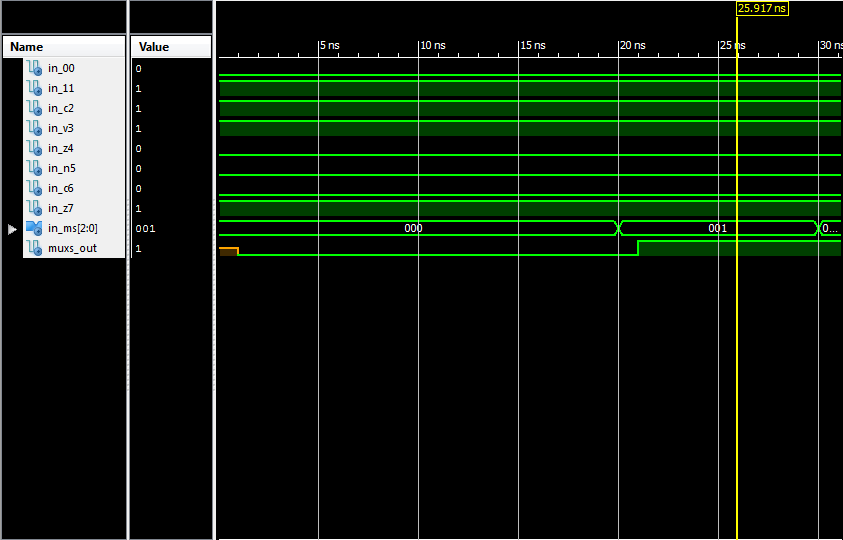 25.917 ns
Name Value
5 ns 10 ns 15 ns 20 ns 25 ns 30 ns
in_00 0
in_11 1
in_c2 1
in_v3 1
in_z4 0
in_n5 0
in_c6 0
in_z7 1
in_ms[2:0] 001 000 001 0...
muxs_out 1